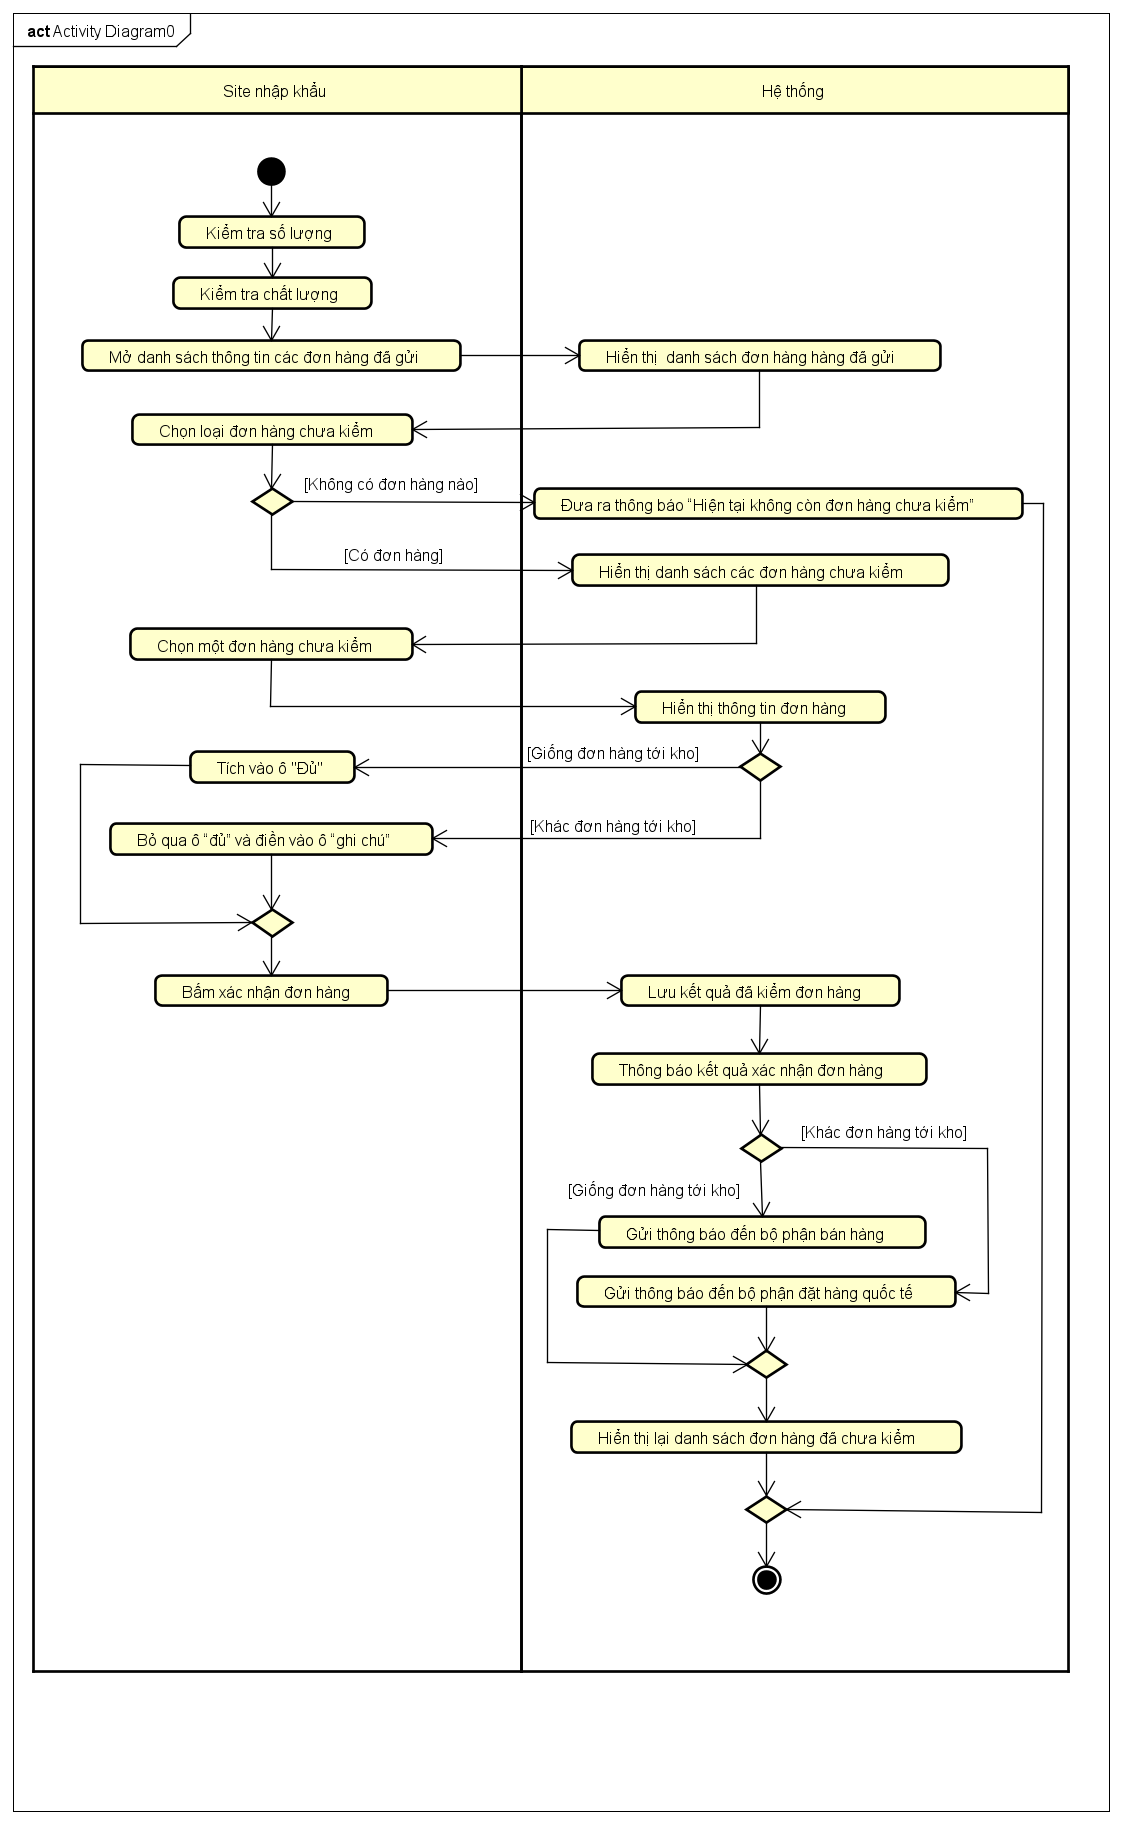 act Activity Diagram0
Site nhập khẩu
Hệ thống
Kiểm tra số lượng
Kiểm tra chất lượng
Mở danh sách thông tin các đơn hàng đã gửi
Hiển thị danh sách đơn hàng hàng đã gửi
Chọn loại đơn hàng chưa kiểm
[Không có đơn hàng nào]
Đưa ra thông báo “Hiện tại không còn đơn hàng chưa kiểm”
[Có đơn hàng]
Hiển thị danh sách các đơn hàng chưa kiểm
Chọn một đơn hàng chưa kiểm
Hiển thị thông tin đơn hàng
[Giống đơn hàng tới kho]
Tích vào ô "Đủ"
[Khác đơn hàng tới kho]
Bỏ qua ô “đủ” và điền vào ô “ghi chú”
Bấm xác nhận đơn hàng
Lưu kết quả đã kiểm đơn hàng
Thông báo kết quả xác nhận đơn hàng
[Khác đơn hàng tới kho]
[Giống đơn hàng tới kho]
Gửi thông báo đến bộ phận bán hàng
Gửi thông báo đến bộ phận đặt hàng quốc tế
Hiển thị lại danh sách đơn hàng đã chưa kiểm